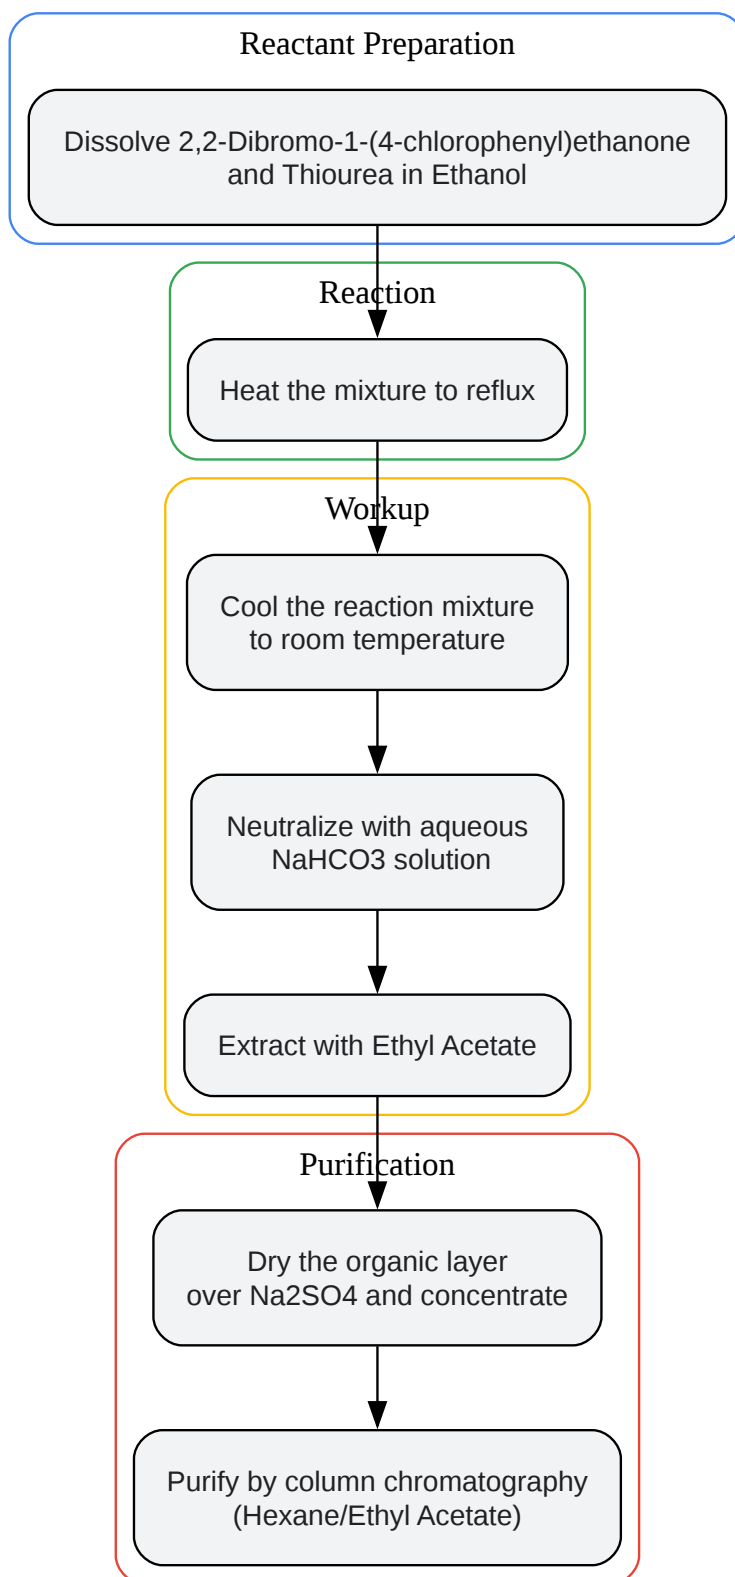 Reactant Preparation
Dissolve 2,2-Dibromo-1-(4-chlorophenyl)ethanone
and Thiourea in Ethanol
Reaction
Heat the mixture to reflux
Workup
Cool the reaction mixture
to room temperature
Neutralize with aqueous
NaHCO3 solution
Extract with Ethyl Acetate
Purification
Dry the organic layer
over Na2SO4 and concentrate
Purify by column chromatography
(Hexane/Ethyl Acetate)